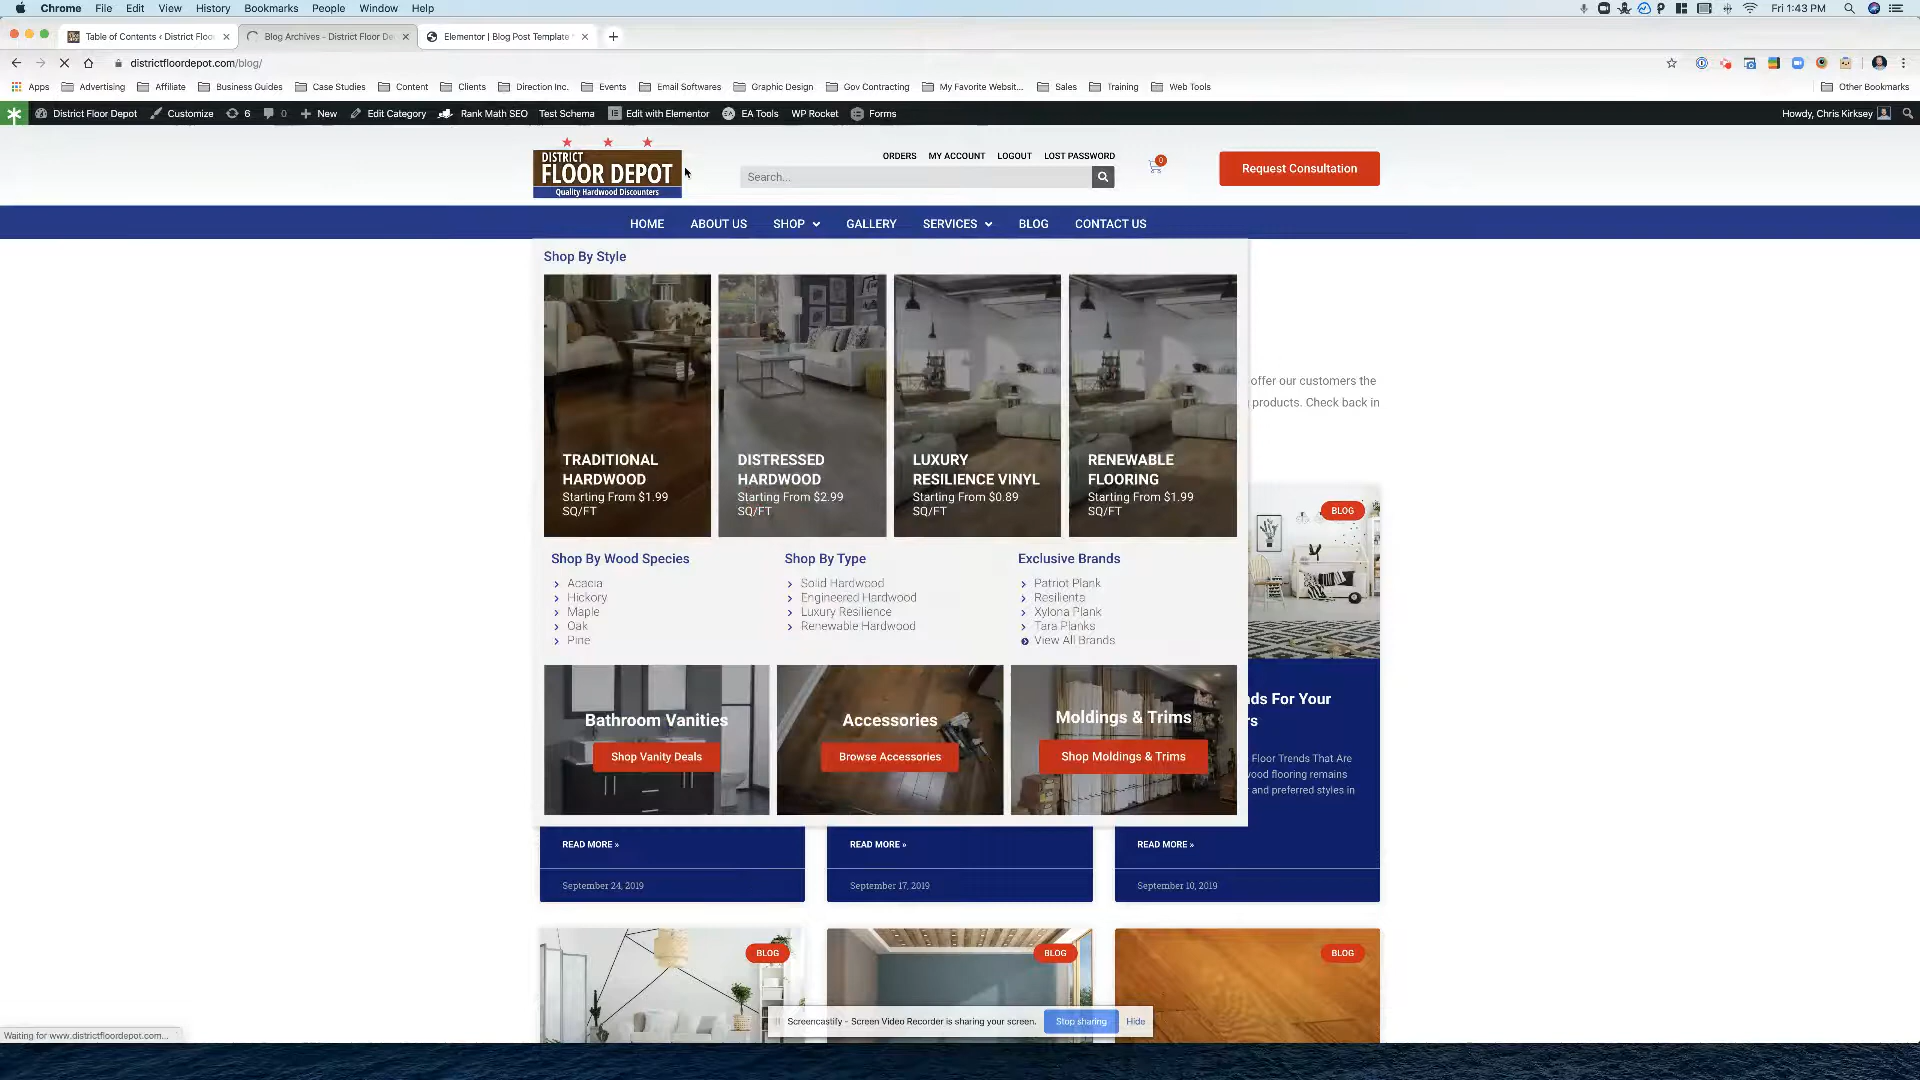 Chrome File Edit View History Bookmarks People Window Help Fri 1:43 PM
Table of Contents ‹ District Floo Blog Archives - District Floor De Elementor | Blog Post Template
districtfloordepot.com/blog/
Apps Advertising Affiliate Business Guides Case Studies Content Clients Direction Inc. Events Email Softwares Graphic Design Gov Contracting My Favorite Websit... Sales Training Web Tools Other Bookmarks
District Floor Depot Customize 6 0 New Edit Category Rank Math SEO Test Schema Edit with Elementor EA Tools WP Rocket Forms Howdy, Chris Kirksey
DISTRICT
FLOOR DEPOT
Quality Hardwood Discounters
ORDERS MY ACCOUNT LOGOUT LOST PASSWORD
Search...
0
Request Consultation
HOME ABOUT US SHOP GALLERY SERVICES BLOG CONTACT US
Shop By Style
TRADITIONAL
HARDWOOD
Starting From $1.99
SQ/FT
DISTRESSED
HARDWOOD
Starting From $2.99
SQ/FT
LUXURY
RESILIENCE VINYL
Starting From $0.89
SQ/FT
RENEWABLE
FLOORING
Starting From $1.99
SQ/FT
offer our customers the
products. Check back in
Shop By Wood Species
Acacia
Hickory
Maple
Oak
Pine
Shop By Type
Solid Hardwood
Engineered Hardwood
Luxury Resilience
Renewable Hardwood
Exclusive Brands
Patriot Plank
Resilienta
Xylona Plank
Tara Planks
View All Brands
Bathroom Vanities
Shop Vanity Deals
Accessories
Browse Accessories
Moldings & Trims
Shop Moldings & Trims
BLOG
ds For Your
rs
Floor Trends That Are
ood flooring remains
and preferred styles in
READ MORE » READ MORE » READ MORE »
September 24, 2019 September 17, 2019 September 10, 2019
BLOG BLOG BLOG
Screencastify - Screen Video Recorder is sharing your screen. Stop sharing Hide
Waiting for www.districtfloordepot.com...